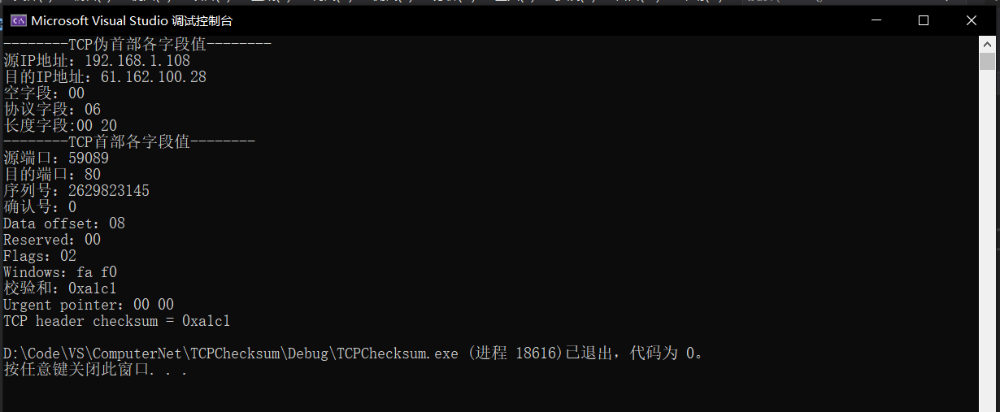 Microsoft Visual Studio 调试控制台
--------TCP伪首部各字段值--------
源IP地址：192.168.1.108
目的IP地址：61.162.100.28
空字段：00
协议字段：06
长度字段:00 20
--------TCP首部各字段值--------
源端口：59089
目的端口：80
序列号：2629823145
确认号：0
Data offset：08
Reserved：00
Flags：02
Windows：fa f0
校验和：0xa1c1
Urgent pointer：00 00
TCP header checksum = 0xa1c1
D:\Code\VS\ComputerNet\TCPChecksum\Debug\TCPChecksum.exe (进程 18616)已退出，代码为 0。
按任意键关闭此窗口. . .